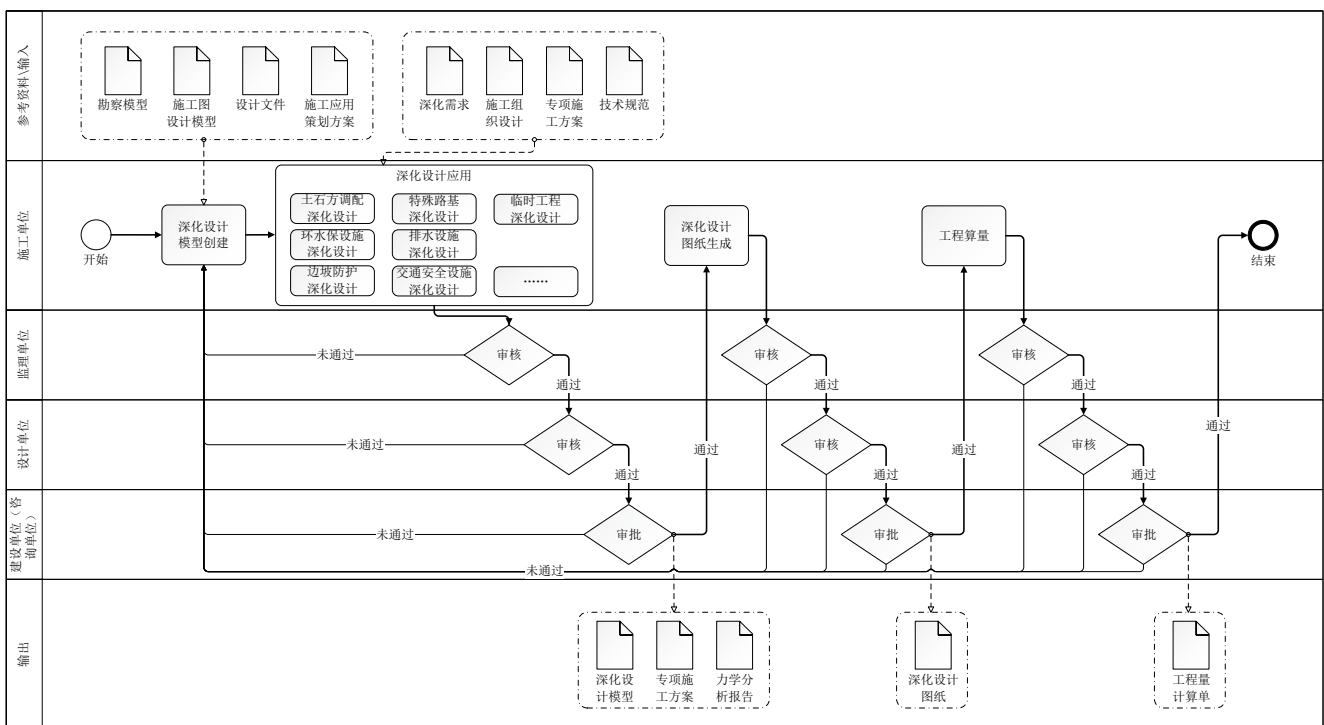 参考资料\输入
勘察模型
施工图
设计模型
设计文件
施工应用
策划方案
深化需求
施工组
织设计
专项施
工方案
技术规范
施工单位
开始
深化设计
模型创建
深化设计应用
土石方调配
深化设计
特殊路基
深化设计
临时工程
深化设计
环水保设施
深化设计
排水设施
深化设计
边坡防护
深化设计
交通安全设施
深化设计
……
深化设计
图纸生成
工程算量
结束
监理单位
未通过
审核
通过
审核
通过
审核
通过
设计单位
未通过
审核
通过
通过
审核
通过
通过
审核
通过
通过
建设单位（咨
询单位）
未通过
审批
审批
审批
未通过
输出
深化设
计模型
专项施
工方案
力学分
析报告
深化设计
图纸
工程量
计算单